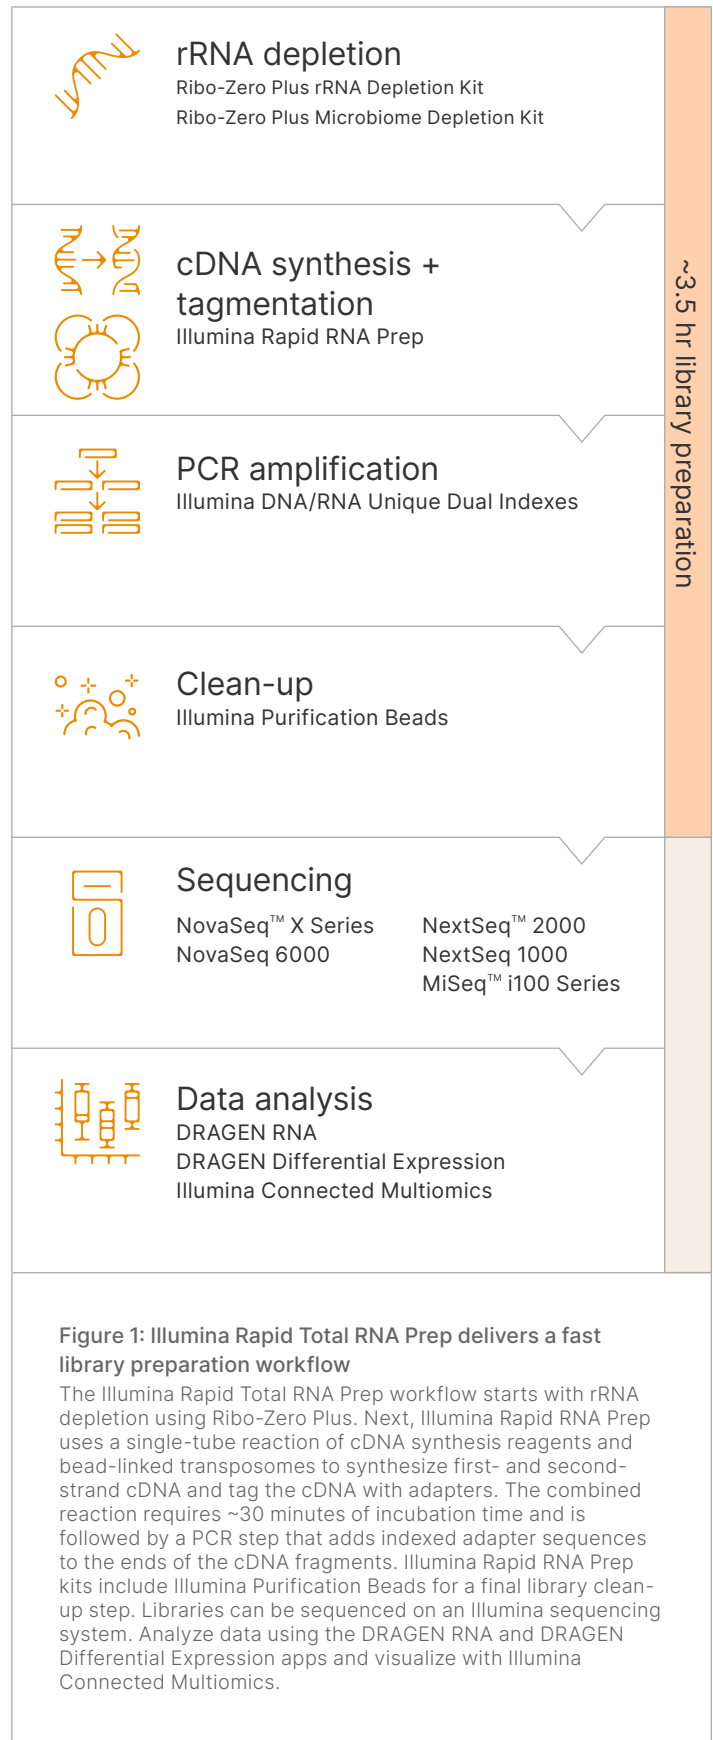 rRNA depletion
Ribo-Zero Plus rRNA Depletion Kit
Ribo-Zero Plus Microbiome Depletion Kit
cDNA synthesis +
tagmentation
Illumina Rapid RNA Prep
PCR amplification
Illumina DNA/RNA Unique Dual Indexes
Clean-up
Illumina Purification Beads
~3.5 hr library preparation
Sequencing
NovaSeq™ X Series
NovaSeq 6000
NextSeq™ 2000
NextSeq 1000
MiSeq™ i100 Series
Data analysis
DRAGEN RNA
DRAGEN Differential Expression
Illumina Connected Multiomics
Figure 1: Illumina Rapid Total RNA Prep delivers a fast
library preparation workflow
The Illumina Rapid Total RNA Prep workflow starts with rRNA
depletion using Ribo-Zero Plus. Next, Illumina Rapid RNA Prep
uses a single-tube reaction of cDNA synthesis reagents and
bead-linked transposomes to synthesize first- and second-
strand cDNA and tag the cDNA with adapters. The combined
reaction requires ~30 minutes of incubation time and is
followed by a PCR step that adds indexed adapter sequences
to the ends of the cDNA fragments. Illumina Rapid RNA Prep
kits include Illumina Purification Beads for a final library clean-
up step. Libraries can be sequenced on an Illumina sequencing
system. Analyze data using the DRAGEN RNA and DRAGEN
Differential Expression apps and visualize with Illumina
Connected Multiomics.